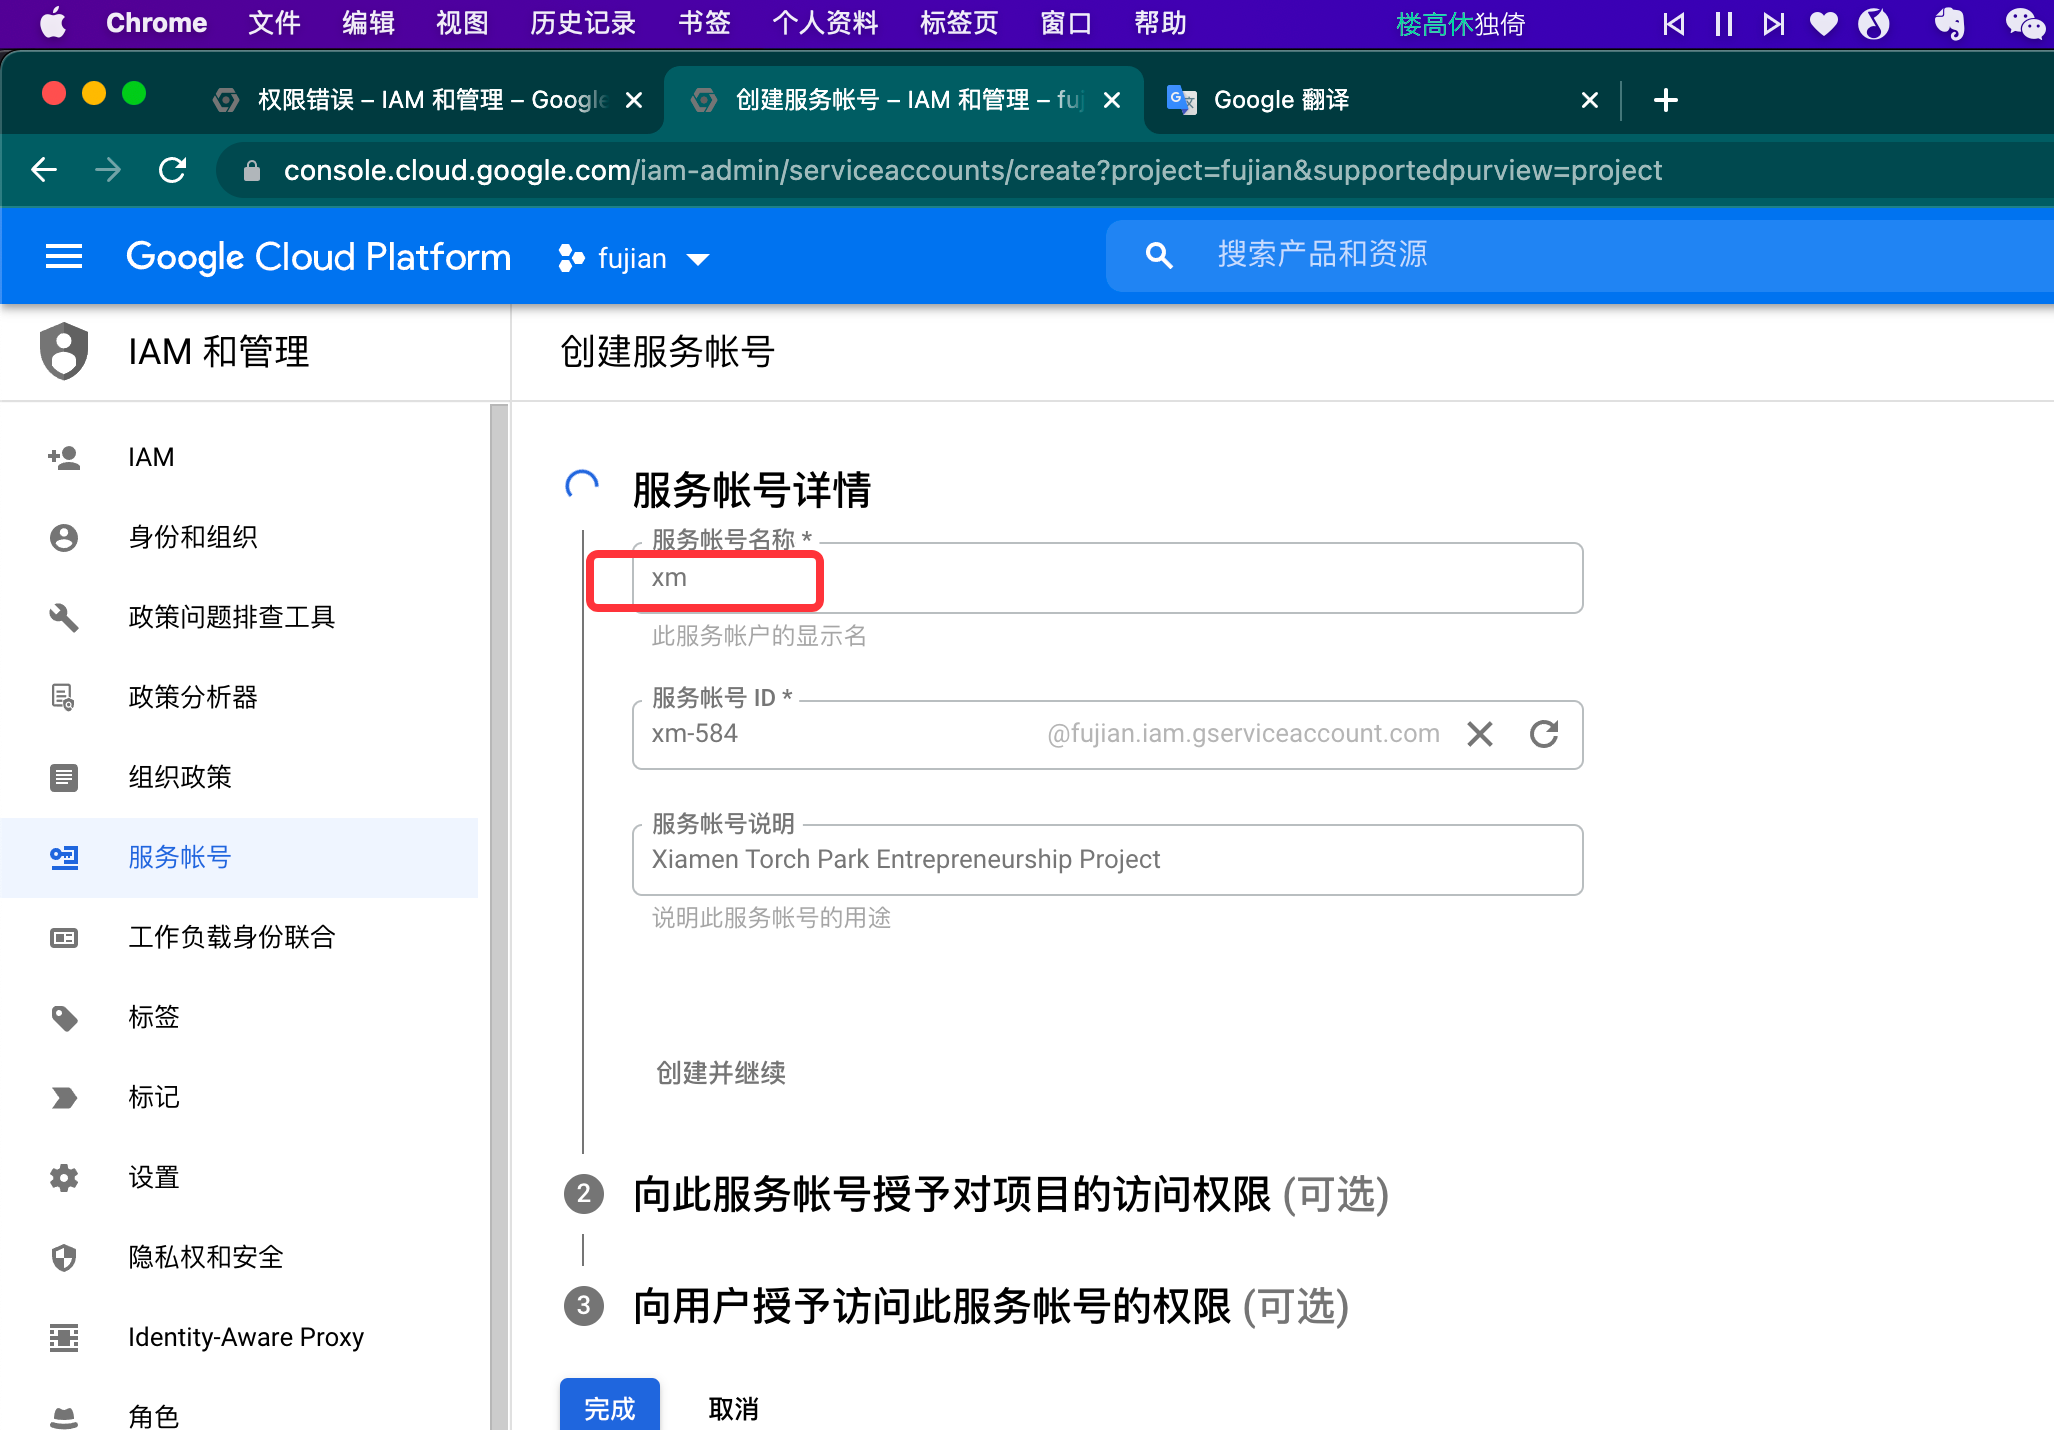 Chrome 文件 编辑 视图 历史记录 书签 个人资料 标签页 窗口 帮助 楼高休独倚
权限错误 – IAM 和管理 – Google 创建服务帐号 – IAM 和管理 – fuj Google 翻译
console.cloud.google.com/iam-admin/serviceaccounts/create?project=fujian&supportedpurview=project
Google Cloud Platform fujian 搜索产品和资源
IAM 和管理
创建服务帐号
IAM
身份和组织
政策问题排查工具
政策分析器
组织政策
服务帐号
工作负载身份联合
标签
标记
设置
隐私权和安全
Identity-Aware Proxy
角色
服务帐号详情
服务帐号名称 *
xm
此服务帐户的显示名
服务帐号 ID *
xm-584 @fujian.iam.gserviceaccount.com
服务帐号说明
Xiamen Torch Park Entrepreneurship Project
说明此服务帐号的用途
创建并继续
2 向此服务帐号授予对项目的访问权限 (可选)
3 向用户授予访问此服务帐号的权限 (可选)
完成 取消